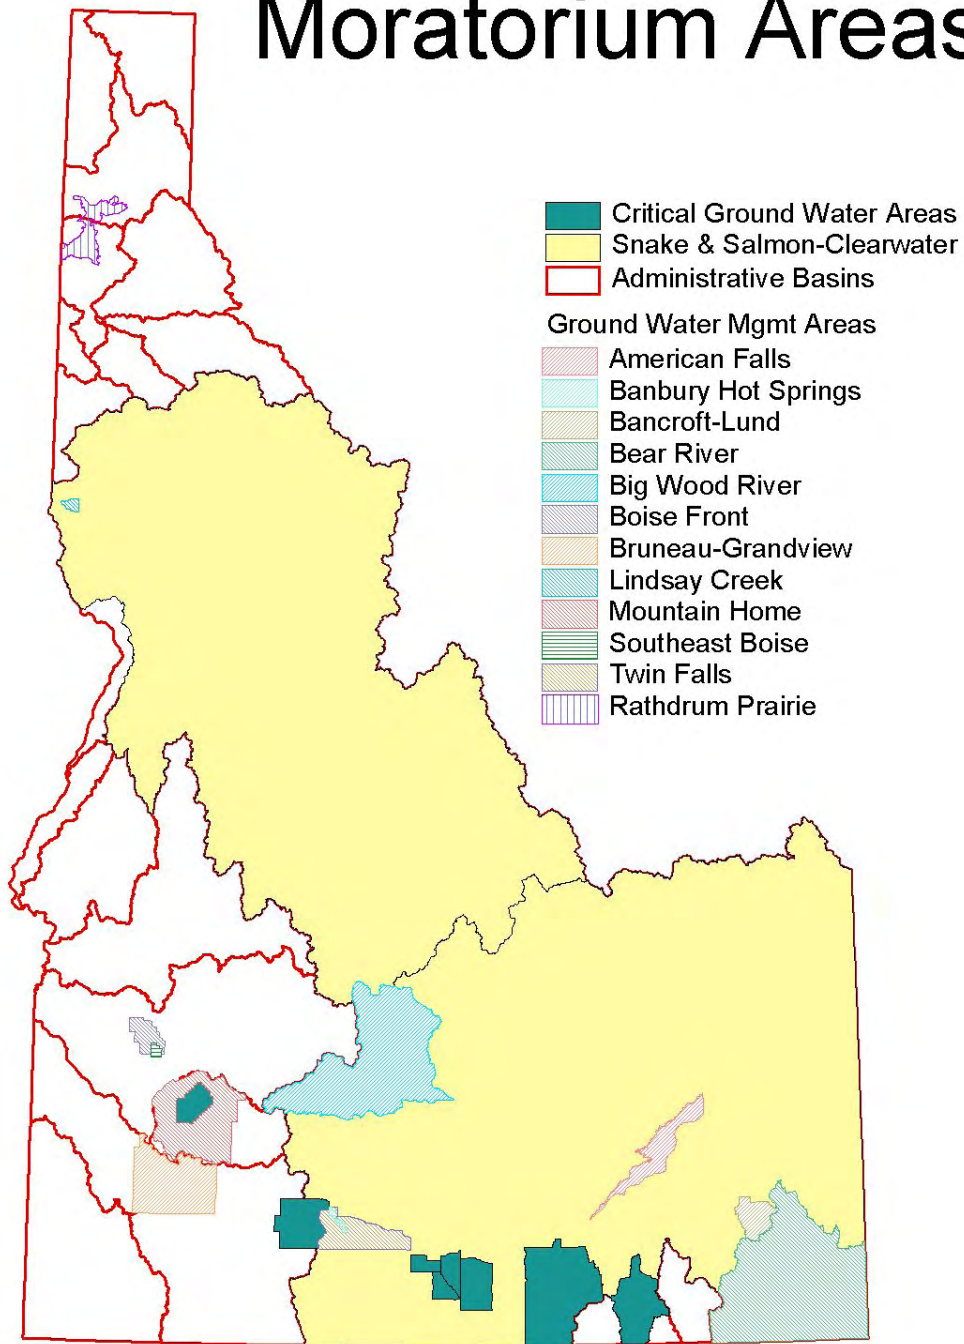 Moratorium Areas
Critical Ground Water Areas
Snake & Salmon-Clearwater
Administrative Basins
Ground Water Mgmt Areas
American Falls
Banbury Hot Springs
Bancroft-Lund
Bear River
Big Wood River
Boise Front
Bruneau-Grandview
Lindsay Creek
Mountain Home
Southeast Boise
Twin Falls
Rathdrum Prairie